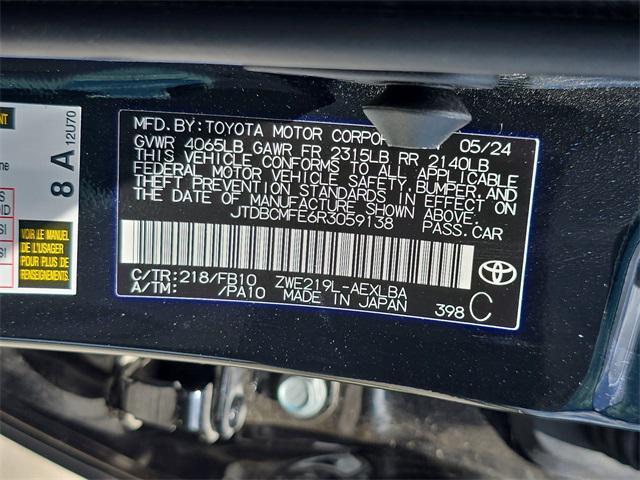 MFD.BY:TOYOTA MOTOR CORPOR 05/24
GVWR 4065LB GAWR FR 2315LB RR 2140LB
THIS VEHICLE CONFORMS TO ALL APPLICABLE
FEDERAL MOTOR VEHICLE SAFETY, BUMPER, AND
THEFT PREVENTION STANDARDS IN EFFECT ON
THE DATE OF MANUFACTURE SHOWN ABOVE.
JTDBCMFE6R3059138 PASS.CAR
C/TR:218/FB10 ZWE219L-AEXLBA
A/TM: /PA10 MADE IN JAPAN 398 C
TOYOTA
8 A 12U70
VOIR LE MANUEL
DE L'USAGER
POUR PLUS DE
RENSEIGNEMENTS.